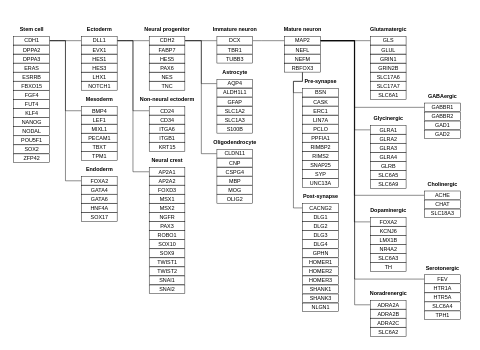 Stem cell
CDH1
DPPA2
DPPA3
ERAS
ESRRB
FBXO15
FGF4
FUT4
KLF4
NANOG
NODAL
POU5F1
SOX2
ZFP42
Ectoderm
DLL1
EVX1
HES1
HES3
LHX1
NOTCH1
Mesoderm
BMP4
LEF1
MIXL1
PECAM1
TBXT
TPM1
Endoderm
FOXA2
GATA4
GATA6
HNF4A
SOX17
Neural progenitor
CDH2
FABP7
HES5
PAX6
NES
TNC
Non-neural ectoderm
CD24
CD34
ITGA6
ITGB1
KRT15
Neural crest
AP2A1
AP2A2
FOXD3
MSX1
MSX2
NGFR
PAX3
ROBO1
SOX10
SOX9
TWIST1
TWIST2
SNAI1
SNAI2
Immature neuron
DCX
TBR1
TUBB3
Astrocyte
AQP4
ALDH1L1
GFAP
SLC1A2
SLC1A3
S100B
Oligodendrocyte
CLDN11
CNP
CSPG4
MBP
MOG
OLIG2
Mature neuron
MAP2
NEFL
NEFM
RBFOX3
Pre-synapse
BSN
CASK
ERC1
LIN7A
PCLO
PPFIA1
RIMBP2
RIMS2
SNAP25
SYP
UNC13A
Post-synapse
CACNG2
DLG1
DLG2
DLG3
DLG4
GPHN
HOMER1
HOMER2
HOMER3
SHANK1
SHANK3
NLGN1
Glutamatergic
GLS
GLUL
GRIN1
GRIN2B
SLC17A6
SLC17A7
SLC6A1
Glycinergic
GLRA1
GLRA2
GLRA3
GLRA4
GLRB
SLC6A5
SLC6A9
Dopaminergic
FOXA2
KCNJ6
LMX1B
NR4A2
SLC6A3
TH
Noradrenergic
ADRA2A
ADRA2B
ADRA2C
SLC6A2
GABAergic
GABBR1
GABBR2
GAD1
GAD2
Cholinergic
ACHE
CHAT
SLC18A3
Serotonergic
FEV
HTR1A
HTR5A
SLC6A4
TPH1